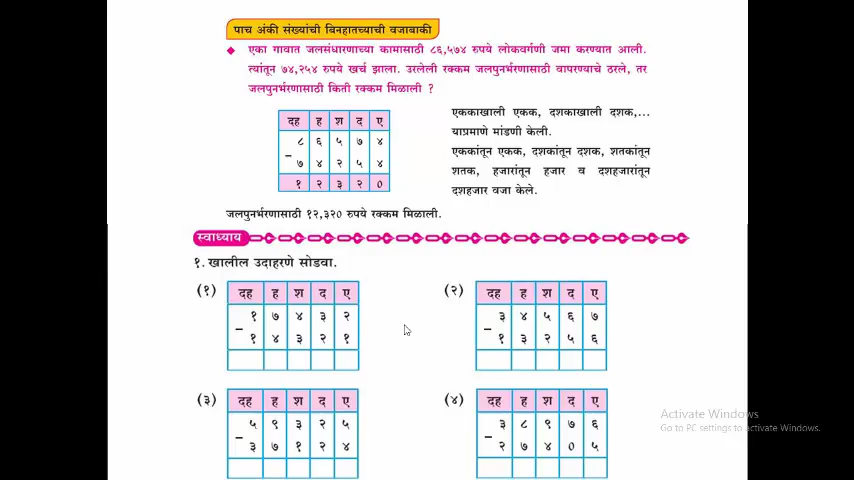 पाच अंकी संख्यांची बिनहातच्याची वजाबाकी
◆ एका गावात जलसंधारणाच्या कामासाठी ८६,५७४ रुपये लोकवर्गणी जमा करण्यात आली.
त्यांतून ७४,२५४ रुपये खर्च झाला. उरलेली रक्कम जलपुनर्भरणासाठी वापरण्याचे ठरले, तर
जलपुनर्भरणासाठी किती रक्कम मिळाली ?
दह ह श द ए
८ ६ ५ ७ ४
- ७ ४ २ ५ ४
१ २ ३ २ ०
एककाखाली एकक, दशकाखाली दशक,...
याप्रमाणे मांडणी केली.
एककांतून एकक, दशकांतून दशक, शतकांतून
शतक, हजारांतून हजार व दशहजारांतून
दशहजार वजा केले.
जलपुनर्भरणासाठी १२,३२० रुपये रक्कम मिळाली.
स्वाध्याय
१. खालील उदाहरणे सोडवा.
(१) दह ह श द ए
१ ७ ४ ३ २
- १ ४ ३ २ १
(२) दह ह श द ए
३ ४ ५ ६ ७
- १ ३ २ ५ ६
(३) दह ह श द ए
५ ९ ३ २ ५
- ३ ७ १ २ ४
(४) दह ह श द ए
३ ८ ९ ७ ६
- २ ७ ४ ० ५
Activate Windows
Go to PC settings to activate Windows.